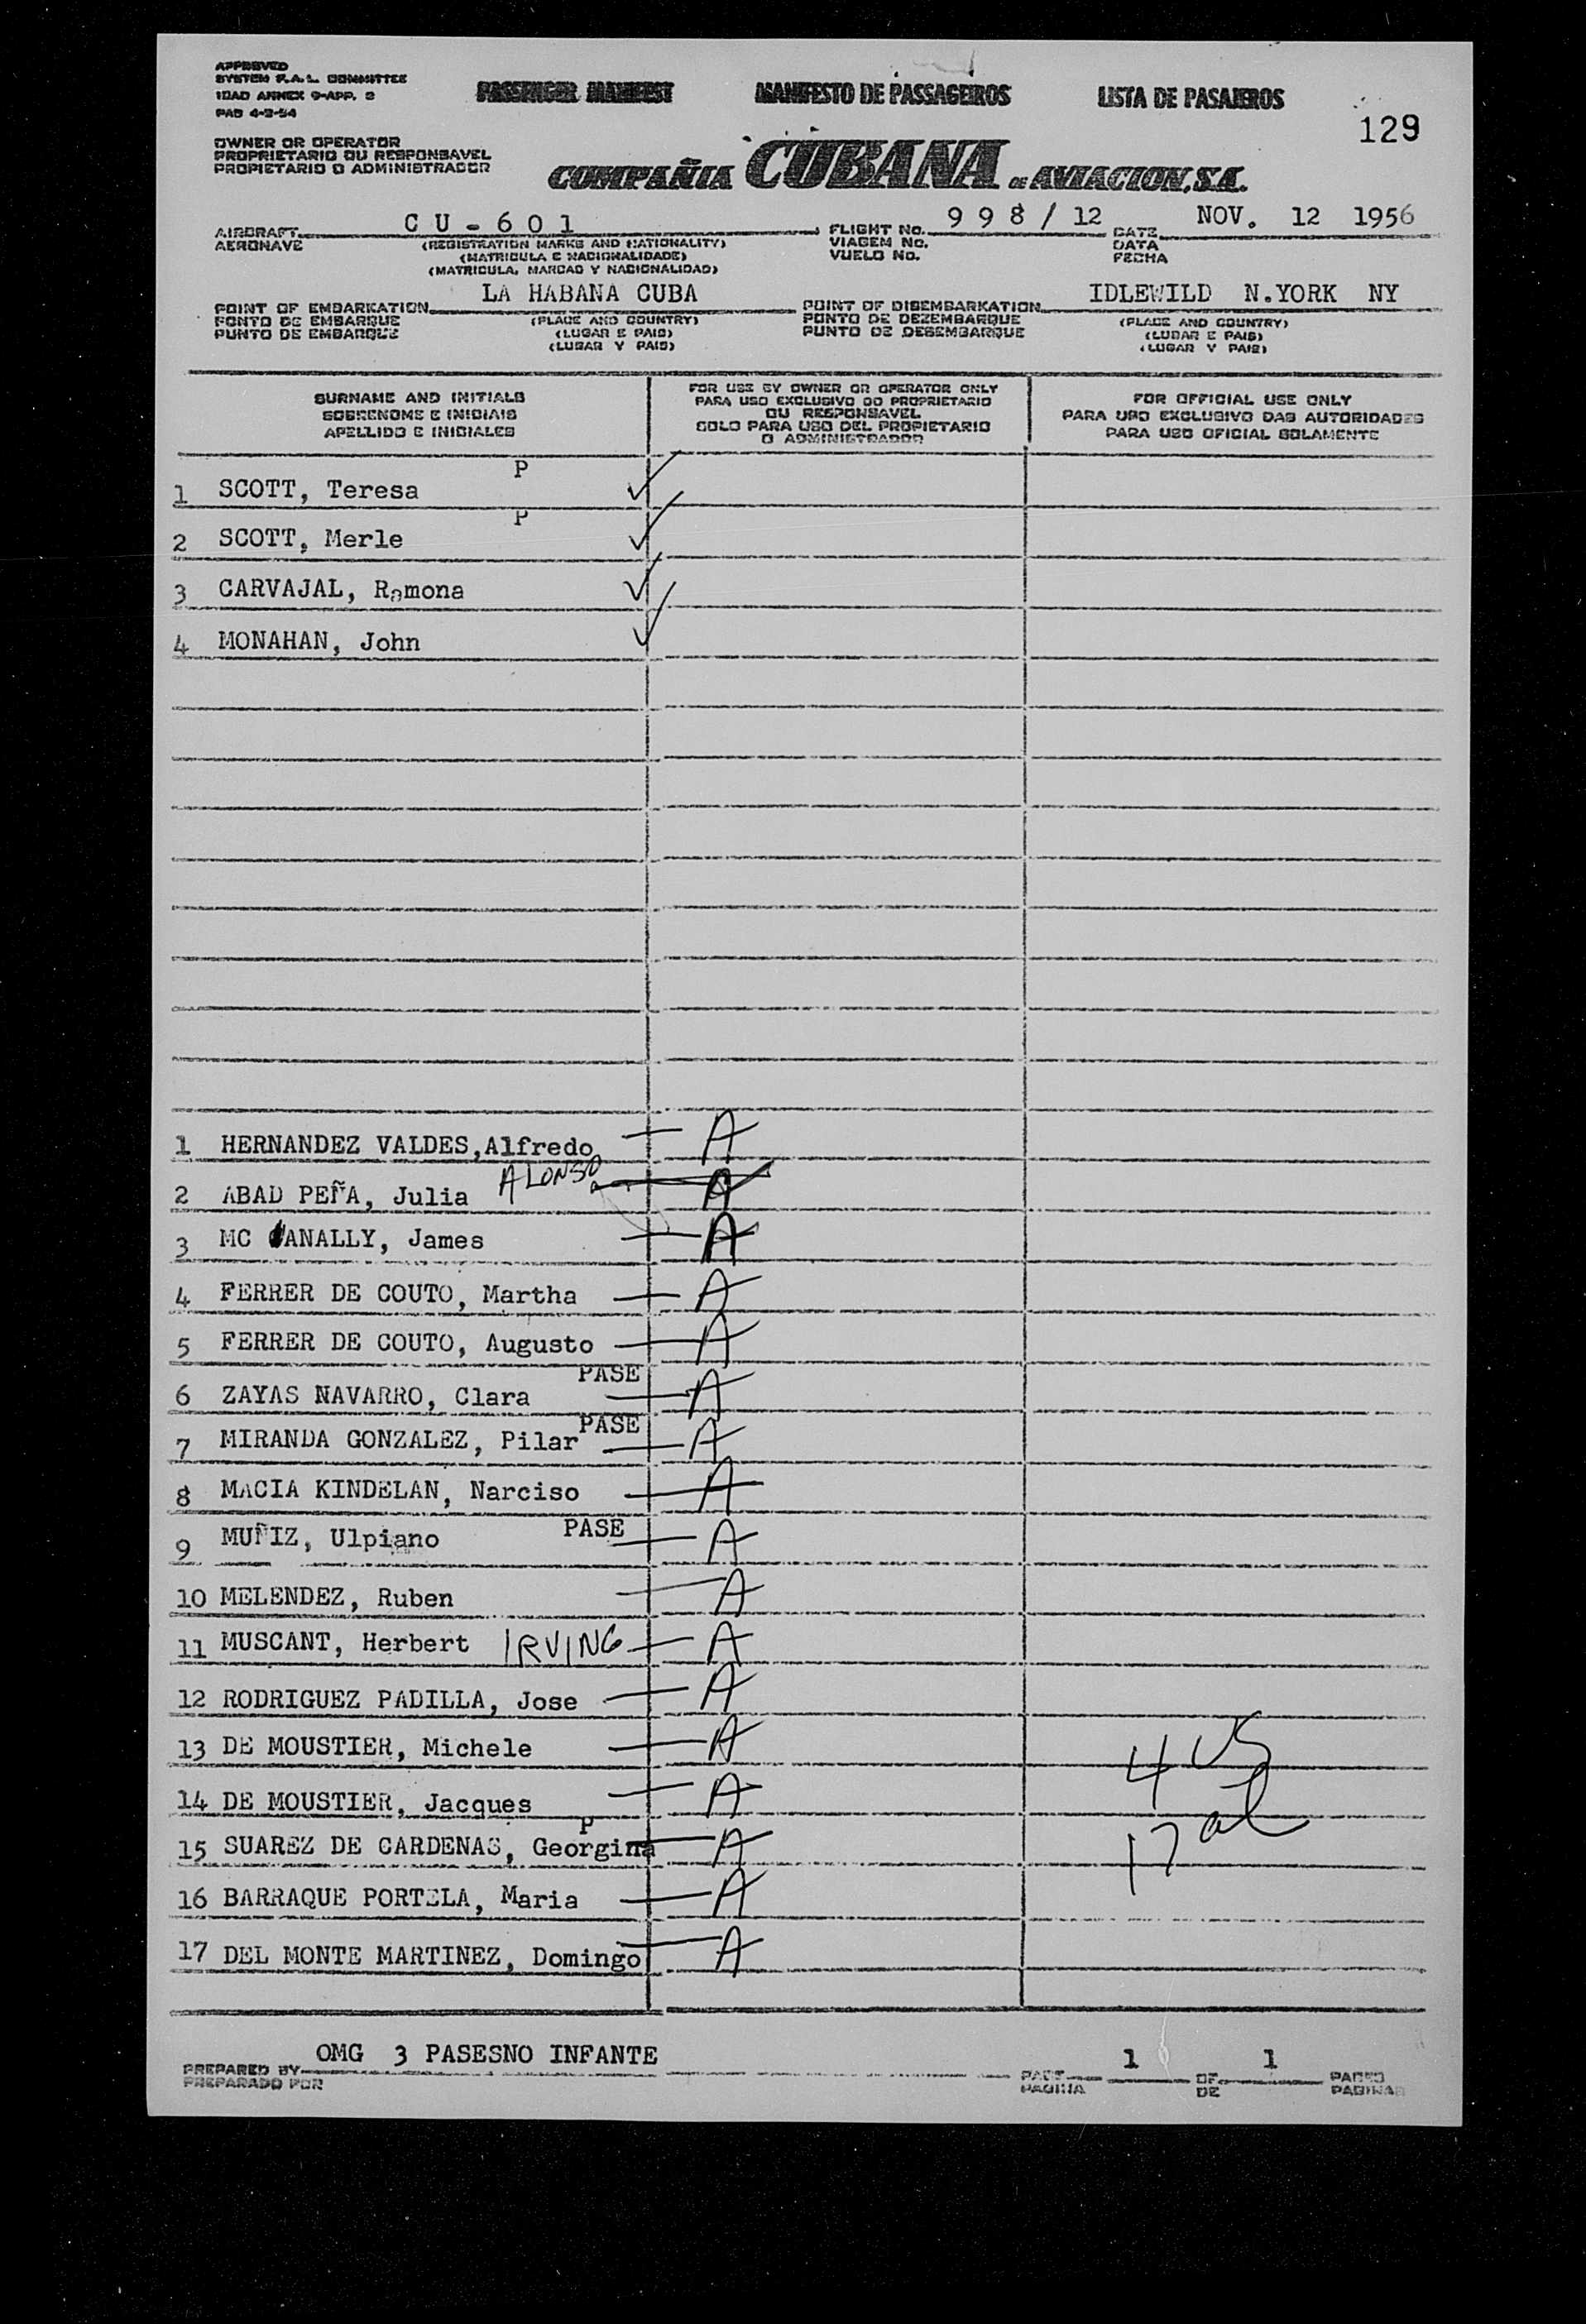 APPROVED
SYSTEM F.A.L. COMMITTEE
ICAO ANNEX 9-APP. 2
PAD 4-2-54
PASSENGER MANIFEST MANIFESTO DE PASSAGEIROS LISTA DE PASAJEROS
129
OWNER OR OPERATOR
PROPRIETARIO OU RESPONSAVEL
PROPIETARIO O ADMINISTRADOR
COMPAÑIA CUBANA DE AVIACION, S.A.
AIRCRAFT CU-601 FLIGHT No. 998/12 DATE NOV. 12 1956
AERONAVE (REGISTRATION MARKS AND NATIONALITY) VIAGEM No. DATA
(MATRICULA E NACIONALIDADE) VUELO No. FECHA
(MATRICULA, MARCAD Y NACIONALIDAD)
POINT OF EMBARKATION LA HABANA CUBA POINT OF DISEMBARKATION IDLEWILD N.YORK NY
PONTO DE EMBARQUE (PLACE AND COUNTRY) PONTO DE DEZEMBARQUE (PLACE AND COUNTRY)
PUNTO DE EMBARQUE (LUGAR E PAIS) PUNTO DE DESEMBARQUE (LUGAR E PAIS)
(LUGAR Y PAIS) (LUGAR Y PAIS)
SURNAME AND INITIALS
SOBRENOME E INICIAIS
APELLIDO E INICIALES
FOR USE BY OWNER OR OPERATOR ONLY
PARA USO EXCLUSIVO DO PROPRIETARIO
OU RESPONSAVEL
SOLO PARA USO DEL PROPIETARIO
O ADMINISTRADOR
FOR OFFICIAL USE ONLY
PARA USO EXCLUSIVO DAS AUTORIDADES
PARA USO OFICIAL SOLAMENTE
1 SCOTT, Teresa P ✓
2 SCOTT, Merle P ✓
3 CARVAJAL, Ramona ✓
4 MONAHAN, John ✓
1 HERNANDEZ VALDES,Alfredo — A
2 ABAD PEÑA, Julia ALONSO — A
3 MC ANALLY, James — A
4 FERRER DE COUTO, Martha — A
5 FERRER DE COUTO, Augusto — A
6 ZAYAS NAVARRO, Clara PASE — A
7 MIRANDA GONZALEZ, Pilar PASE — A
8 MACIA KINDELAN, Narciso — A
9 MUÑIZ, Ulpiano PASE — A
10 MELENDEZ, Ruben — A
11 MUSCANT, Herbert IRVING — A
12 RODRIGUEZ PADILLA, Jose — A
13 DE MOUSTIER, Michele — A
4 US
14 DE MOUSTIER, Jacques — A
17 al
15 SUAREZ DE CARDENAS, Georgina P — A
16 BARRAQUE PORTELA, Maria — A
17 DEL MONTE MARTINEZ, Domingo — A
PREPARED BY OMG 3 PASESNO INFANTE PAGE 1 OF 1 PAGES
PREPARADO POR PAGINA DE PAGINAS